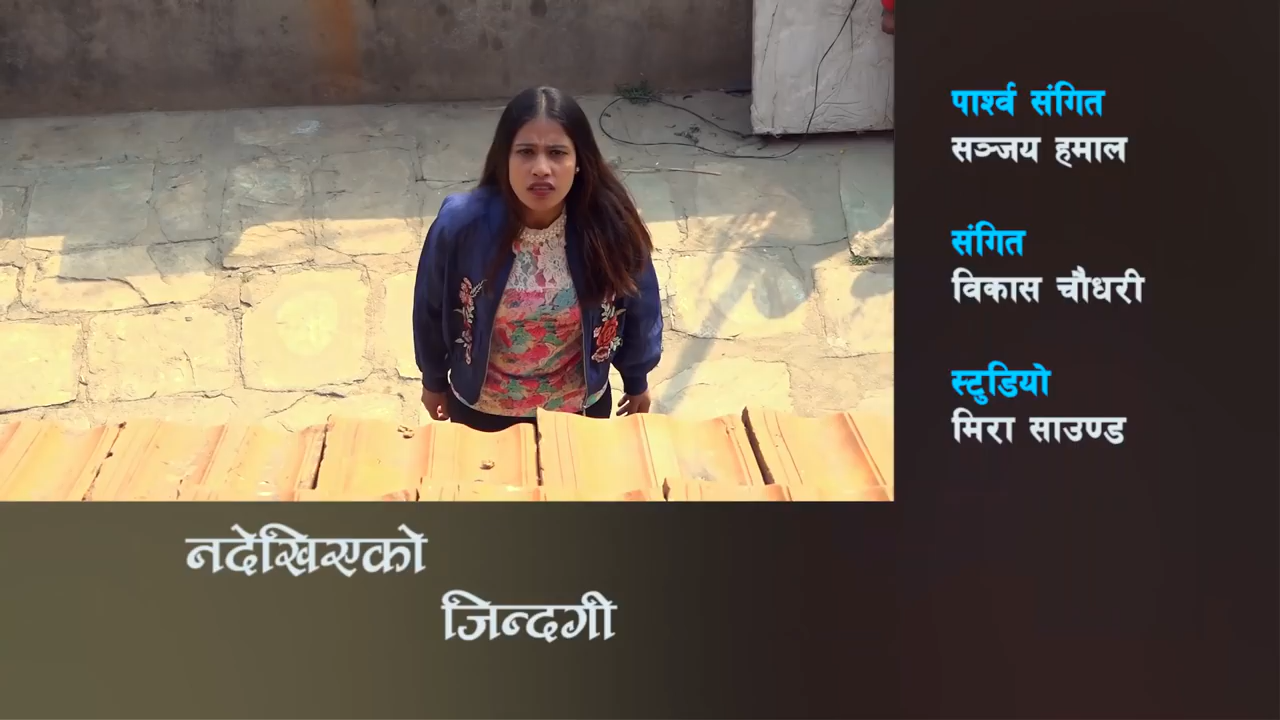 पार्श्व संगित
सञ्जय हमाल
संगित
विकास चौधरी
स्टुडियो
मिरा साउण्ड
नदेखिएको
जिन्दगी